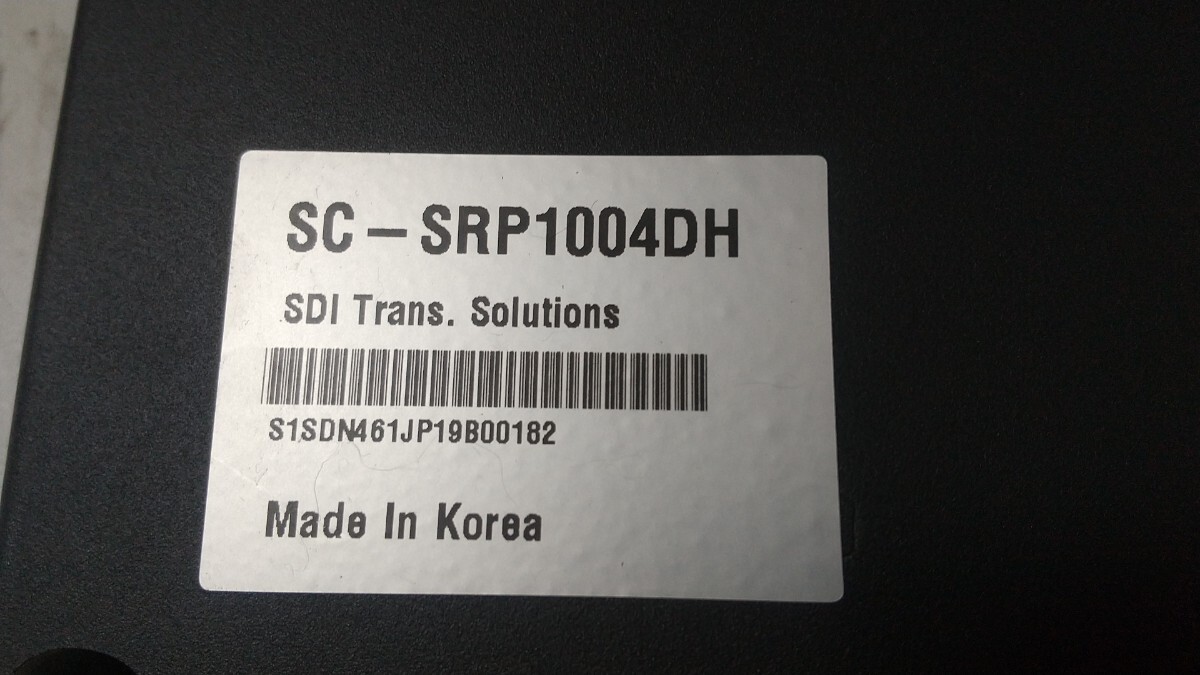 SC-SRP1004DH
SDI Trans. Solutions
S1SDN461JP19B00182
Made In Korea